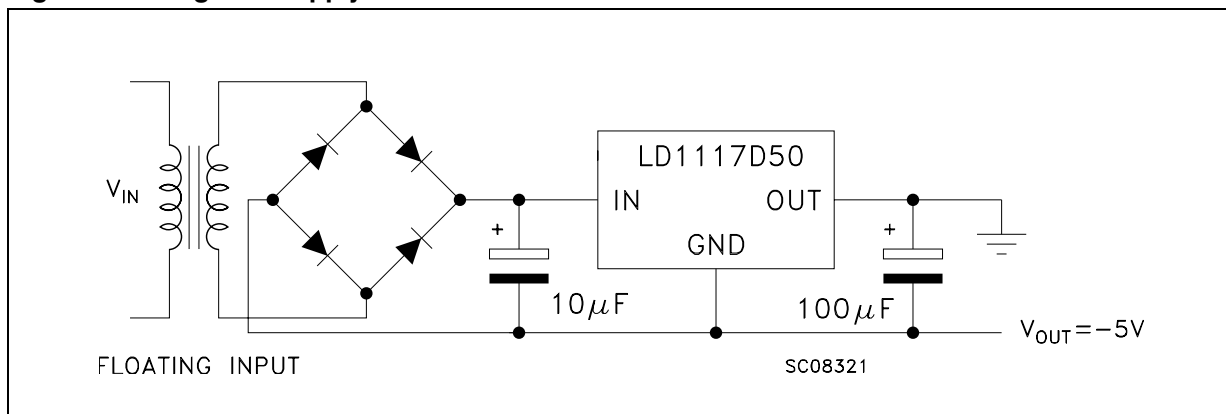 V_IN
LD1117D50
IN
OUT
GND
+
+
10µF
100µF
V_OUT=-5V
FLOATING INPUT
SC08321